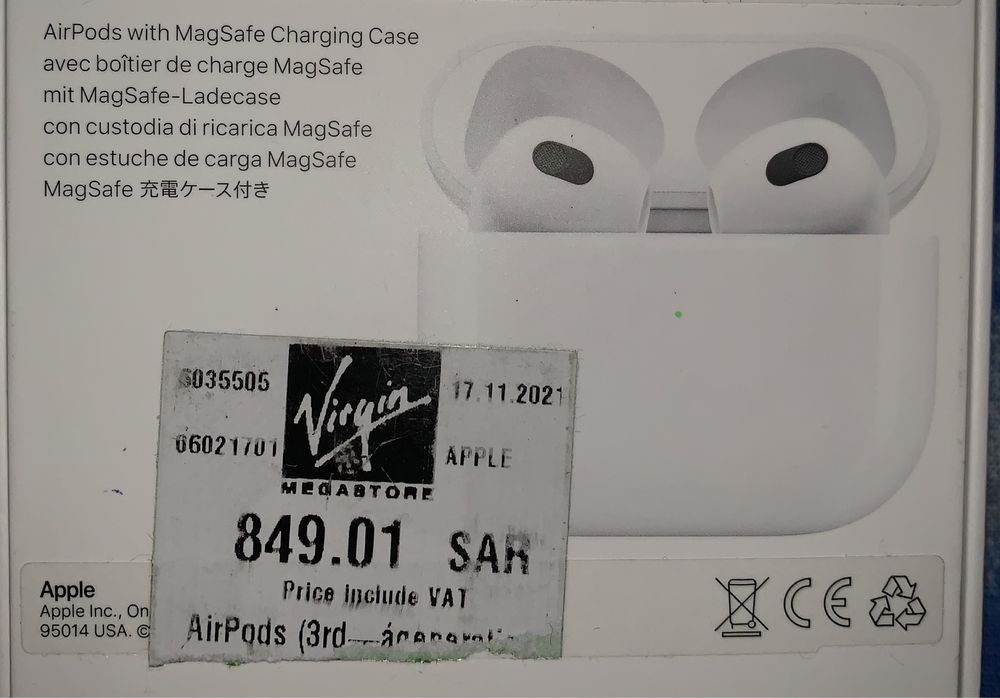 AirPods with MagSafe Charging Case
avec boîtier de charge MagSafe
mit MagSafe-Ladecase
con custodia di ricarica MagSafe
con estuche de carga MagSafe
MagSafe 充電ケース付き
6035505
17.11.2021
Virgin
06021701
APPLE
MEGASTORE
849.01 SAR
Price Include VAT
AirPods (3rd
Apple
Apple Inc., On
95014 USA. ©
CE